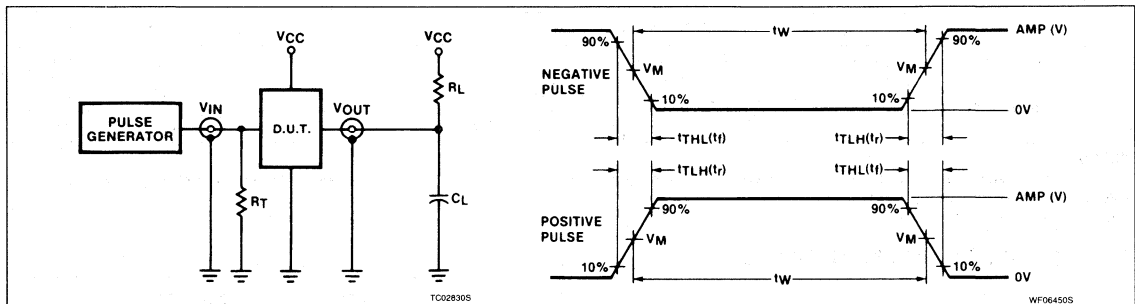 VCC
VCC
RL
PULSE
GENERATOR
VIN
D.U.T.
VOUT
RT
CL
TC02830S
NEGATIVE
PULSE
90%
VM
10%
tW
10%
VM
90%
AMP (V)
0V
tTHL(tf)
tTLH(tr)
tTLH(tr)
tTHL(tf)
POSITIVE
PULSE
90%
VM
10%
tW
90%
VM
10%
AMP (V)
0V
WF06450S